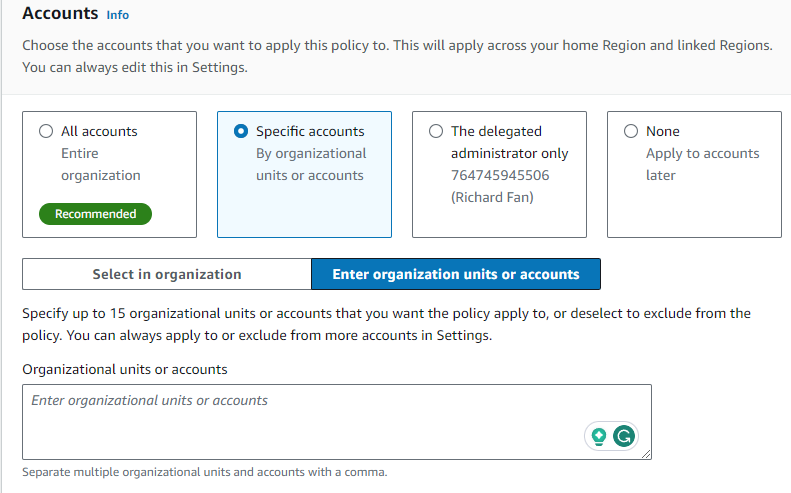 Accounts Info
Choose the accounts that you want to apply this policy to. This will apply across your home Region and linked Regions.
You can always edit this in Settings.
All accounts
Entire
organization
Recommended
Specific accounts
By organizational
units or accounts
The delegated
administrator only
764745945506
(Richard Fan)
None
Apply to accounts
later
Select in organization
Enter organization units or accounts
Specify up to 15 organizational units or accounts that you want the policy apply to, or deselect to exclude from the
policy. You can always apply to or exclude from more accounts in Settings.
Organizational units or accounts
Enter organizational units or accounts
Separate multiple organizational units and accounts with a comma.